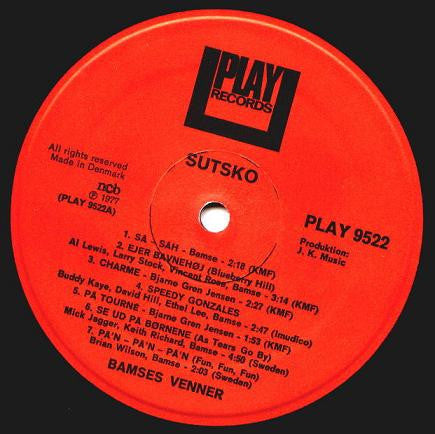 PLAY
RECORDS
All rights reserved
Made in Denmark
ncb
℗ 1977
(PLAY 9522A)
SUTSKO
PLAY 9522
Produktion:
J. K. Music
1. SÅ - SÅH - Bamse - 2:18 (KMF)
2. EJER BAVNEHØJ (Blueberry Hill)
Al Lewis, Larry Stock, Vincent Rose, Bamse - 3:14 (KMF)
3. CHARME - Bjarne Gren Jensen - 2:27 (KMF)
4. SPEEDY GONZALES
Buddy Kaye, David Hill, Ethel Lee, Bamse - 2:47 (Imudico)
5. PÅ TOURNE - Bjarne Gren Jensen - 1:53 (KMF)
6. SE UD PÅ BØRNENE (As Tears Go By)
Mick Jagger, Keith Richard, Bamse - 4:50 (Sweden)
7. PA'N - PA'N - PA'N (Fun, Fun, Fun)
Brian Wilson, Bamse - 2:03 (Sweden)
BAMSES VENNER